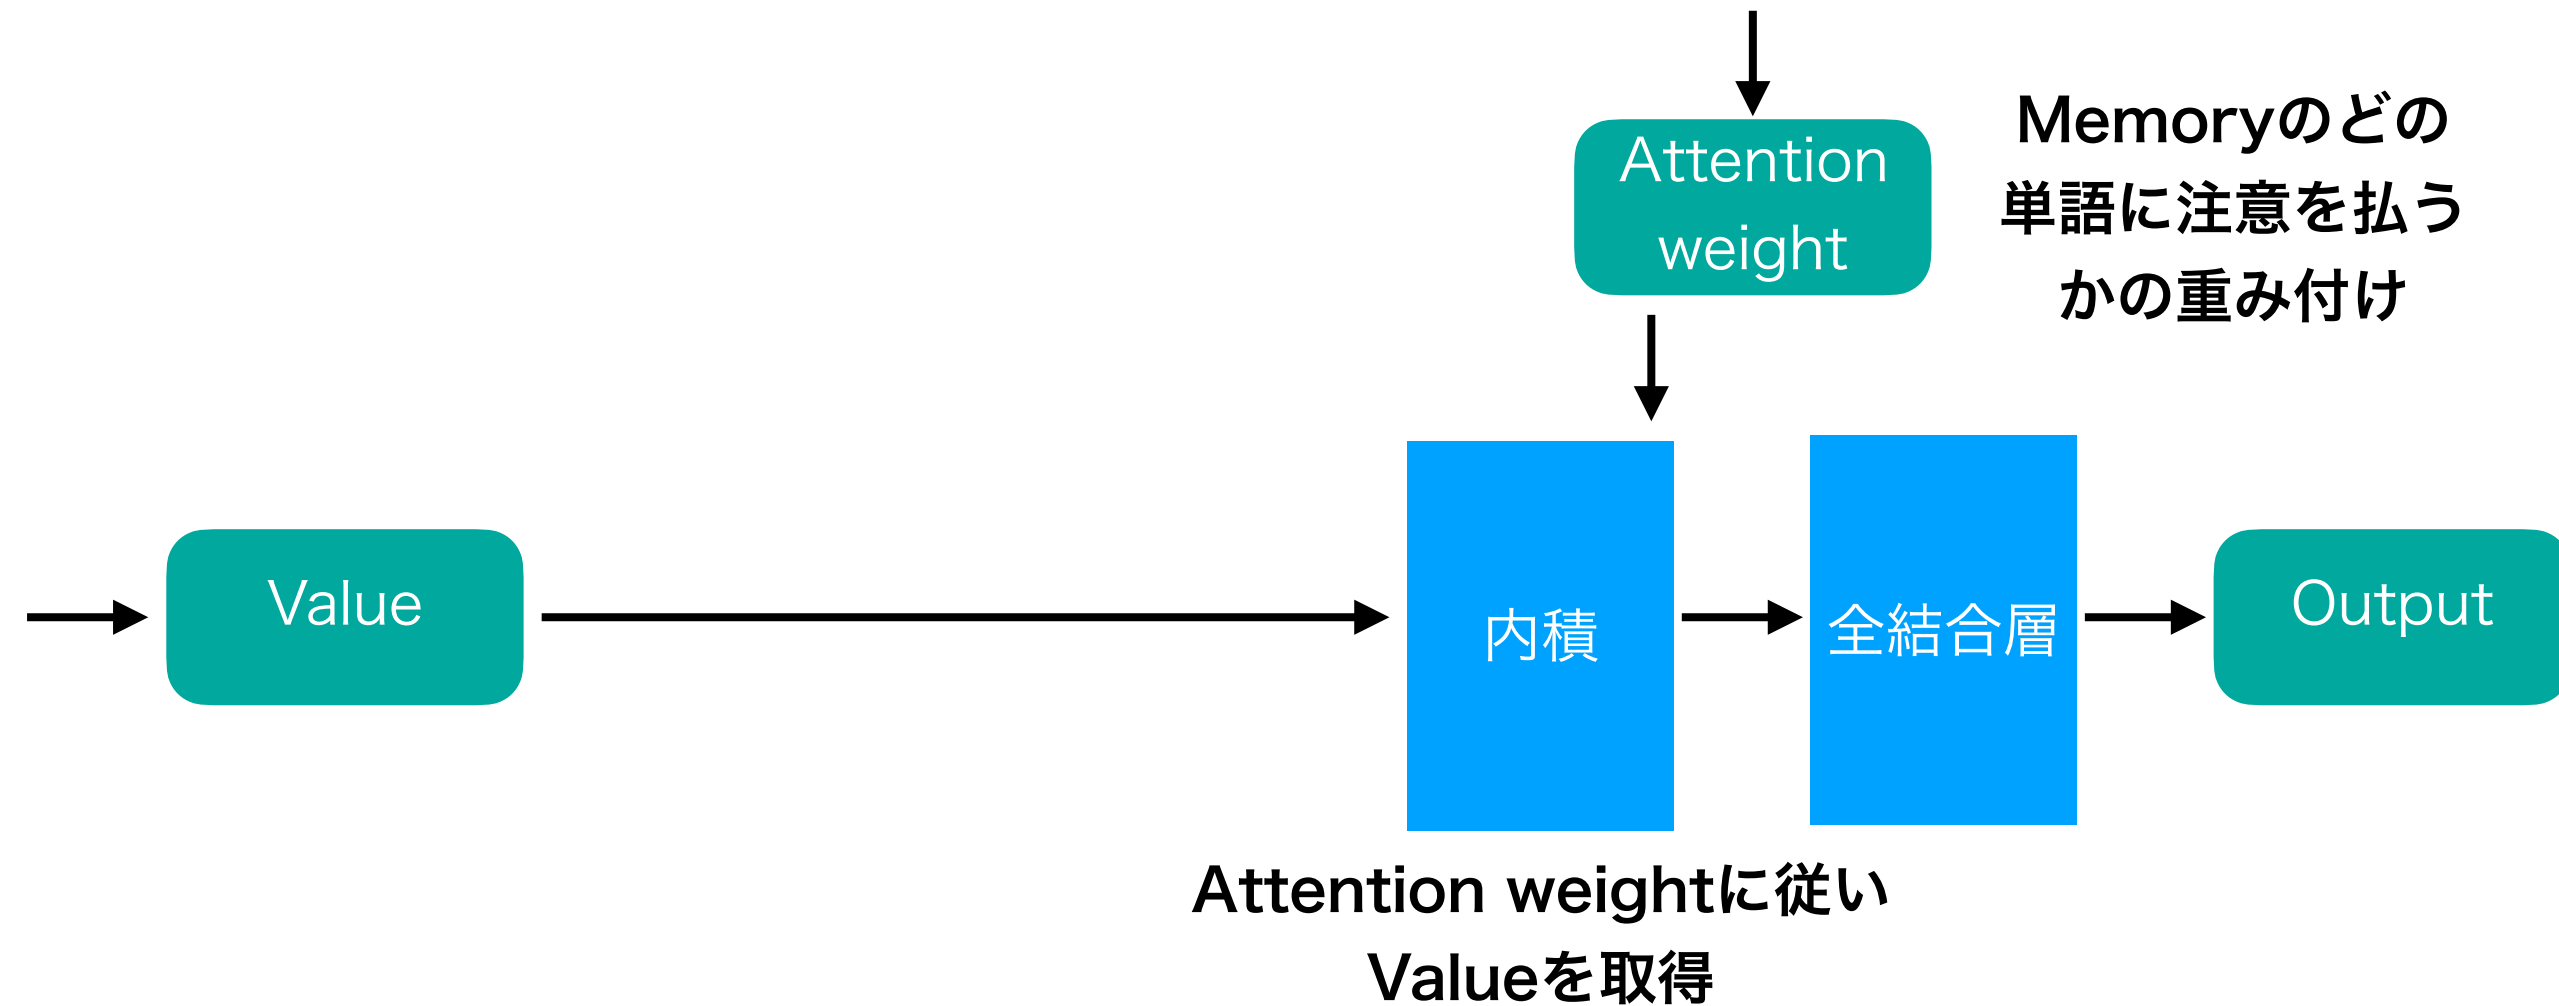 Attention
weight
Memoryのどの
単語に注意を払う
かの重み付け
Value
内積
全結合層
Output
Attention weightに従い
Valueを取得